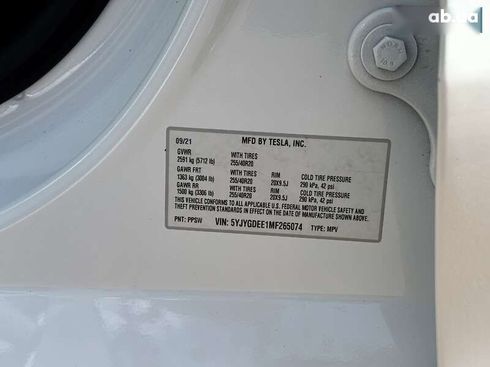 ab.ua
09/21 MFD BY TESLA, INC.
GVWR WITH TIRES
2591 kg (5712 lb) 255/40R20
GAWR FRT WITH TIRES RIM COLD TIRE PRESSURE
1363 kg (3004 lb) 255/40R20 20X9.5J 290 kPa, 42 psi
GAWR RR WITH TIRES RIM COLD TIRE PRESSURE
1500 kg (3306 lb) 255/40R20 20X9.5J 290 kPa, 42 psi
THIS VEHICLE CONFORMS TO ALL APPLICABLE U.S. FEDERAL MOTOR VEHICLE SAFETY
AND THEFT PREVENTION STANDARDS IN EFFECT ON THE DATE OF MANUFACTURE SHOWN ABOVE.
PNT: PPSW VIN: 5YJYGDEE1MF265074 TYPE: MPV